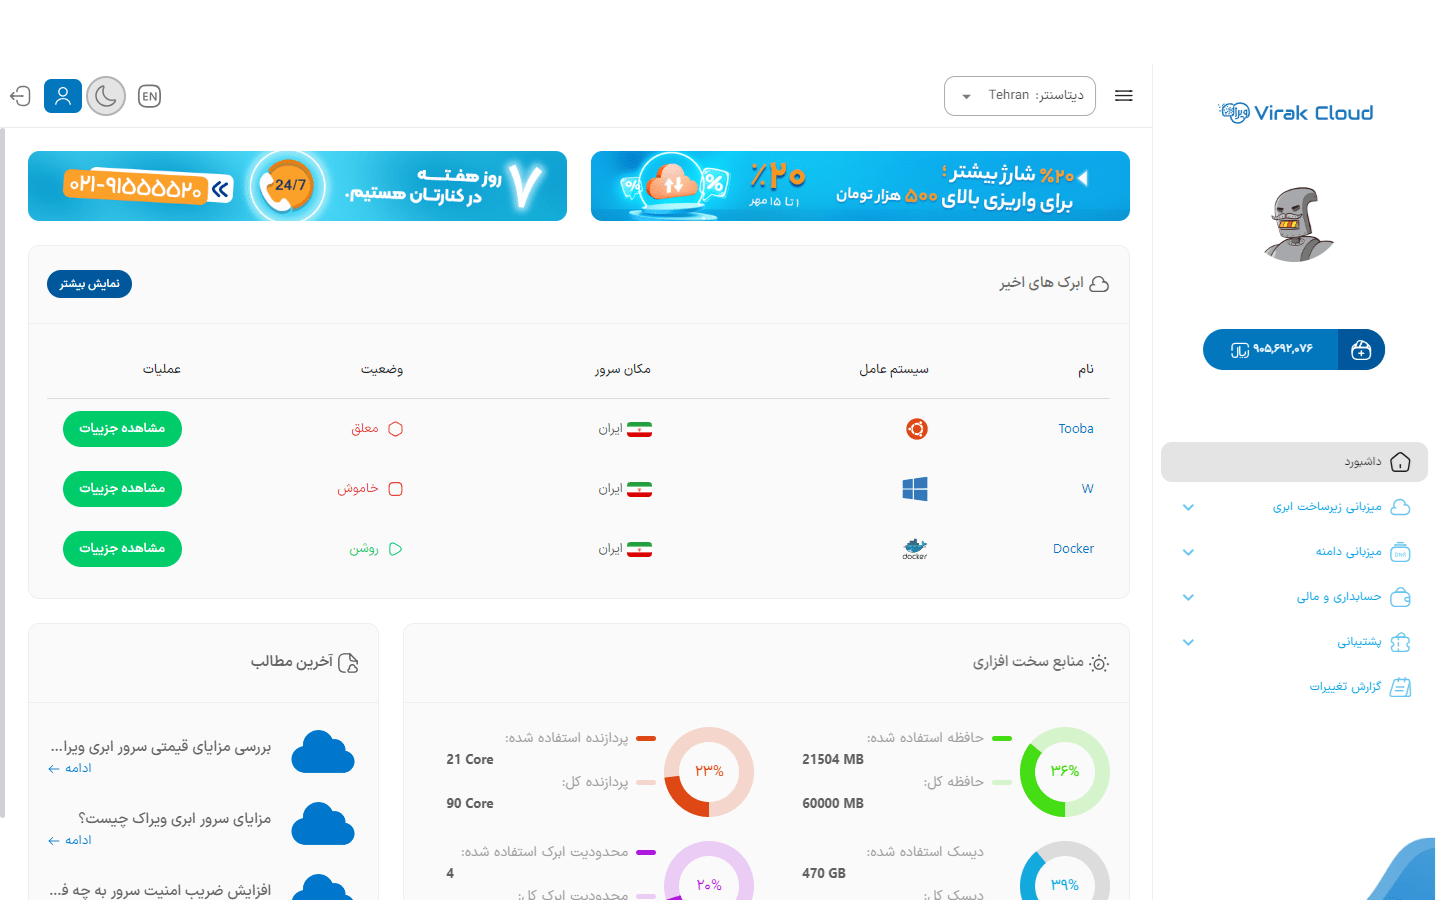 EN
دیتاسنتر: Tehran
Virak Cloud
۲۰% شارژ بیشتر؛
برای واریزی بالای ۵۰۰ هزار تومان
۲۰٪
۱ تا ۱۵ مهر
۷ روز هفـتـــه
در کنارتـان هستیم.
24/7
۰۲۱-۹۱۵۵۵۵۲۰
۹۰۵,۶۹۲,۰۷۶ ریال
داشبورد
میزبانی زیرساخت ابری
میزبانی دامنه
DNS
حسابداری و مالی
پشتیبانی
گزارش تغییرات
ابرک های اخیر
نمایش بیشتر
نام سیستم عامل مکان سرور وضعیت عملیات
Tooba ایران معلق مشاهده جزییات
W ایران خاموش مشاهده جزییات
Docker docker ایران روشن مشاهده جزییات
منابع سخت افزاری
۳۶%
حافظه استفاده شده:
21504 MB
حافظه کل:
60000 MB
۲۳%
پردازنده استفاده شده:
21 Core
پردازنده کل:
90 Core
۳۹%
دیسک استفاده شده:
470 GB
دیسک کل:
۲۰%
محدودیت ابرک استفاده شده:
4
محدودیت ابرک کل:
آخرین مطالب
بررسی مزایای قیمتی سرور ابری ویرا...
ادامه ←
مزایای سرور ابری ویراک چیست؟
ادامه ←
افزایش ضریب امنیت سرور به چه ف...